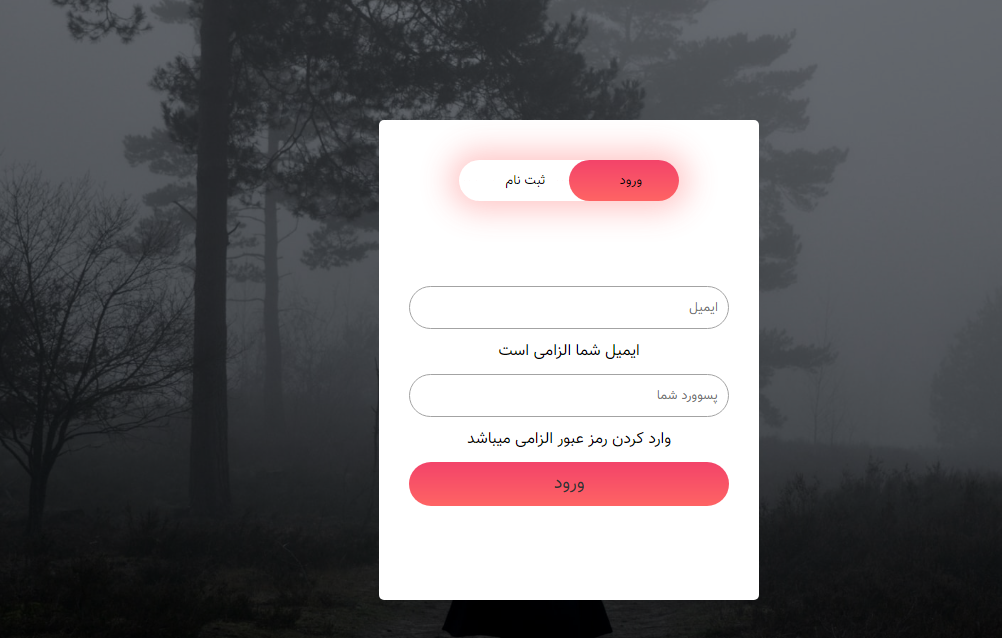 ورود ثبت نام
ایمیل
ایمیل شما الزامی است
پسوورد شما
وارد کردن رمز عبور الزامی میباشد
ورود